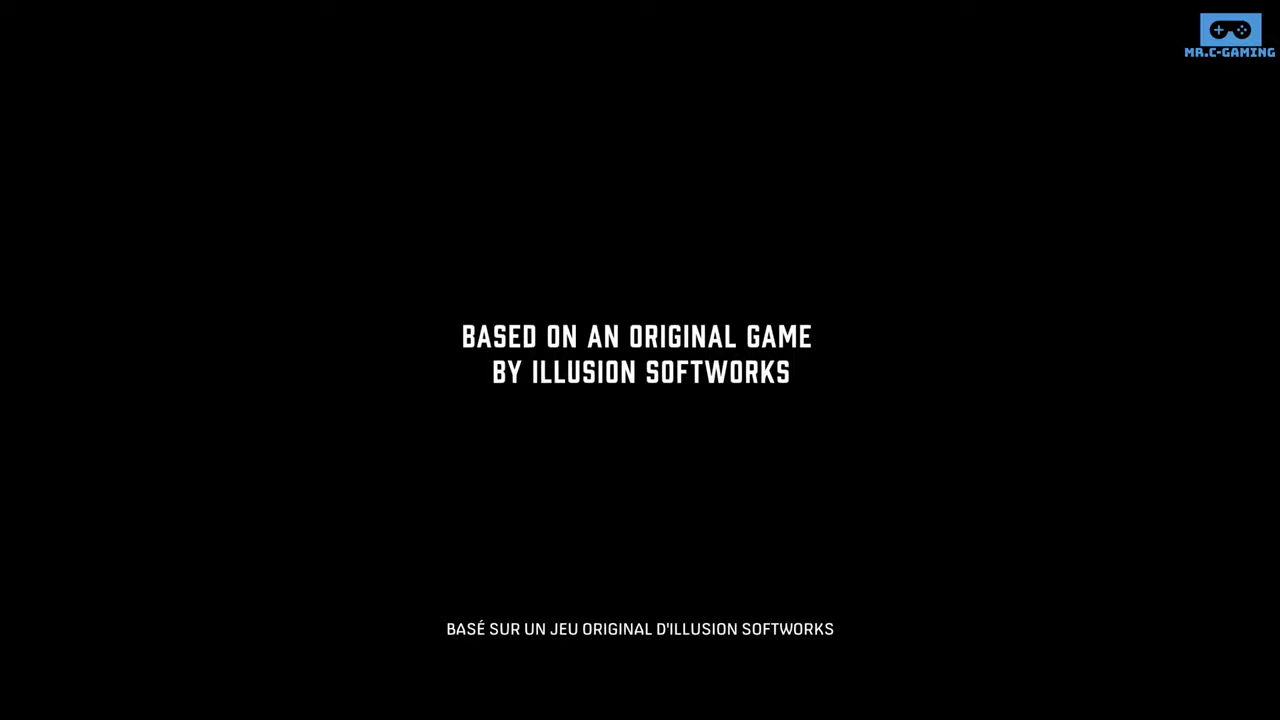 MR.C-GAMING
BASED ON AN ORIGINAL GAME
BY ILLUSION SOFTWORKS
BASÉ SUR UN JEU ORIGINAL D'ILLUSION SOFTWORKS